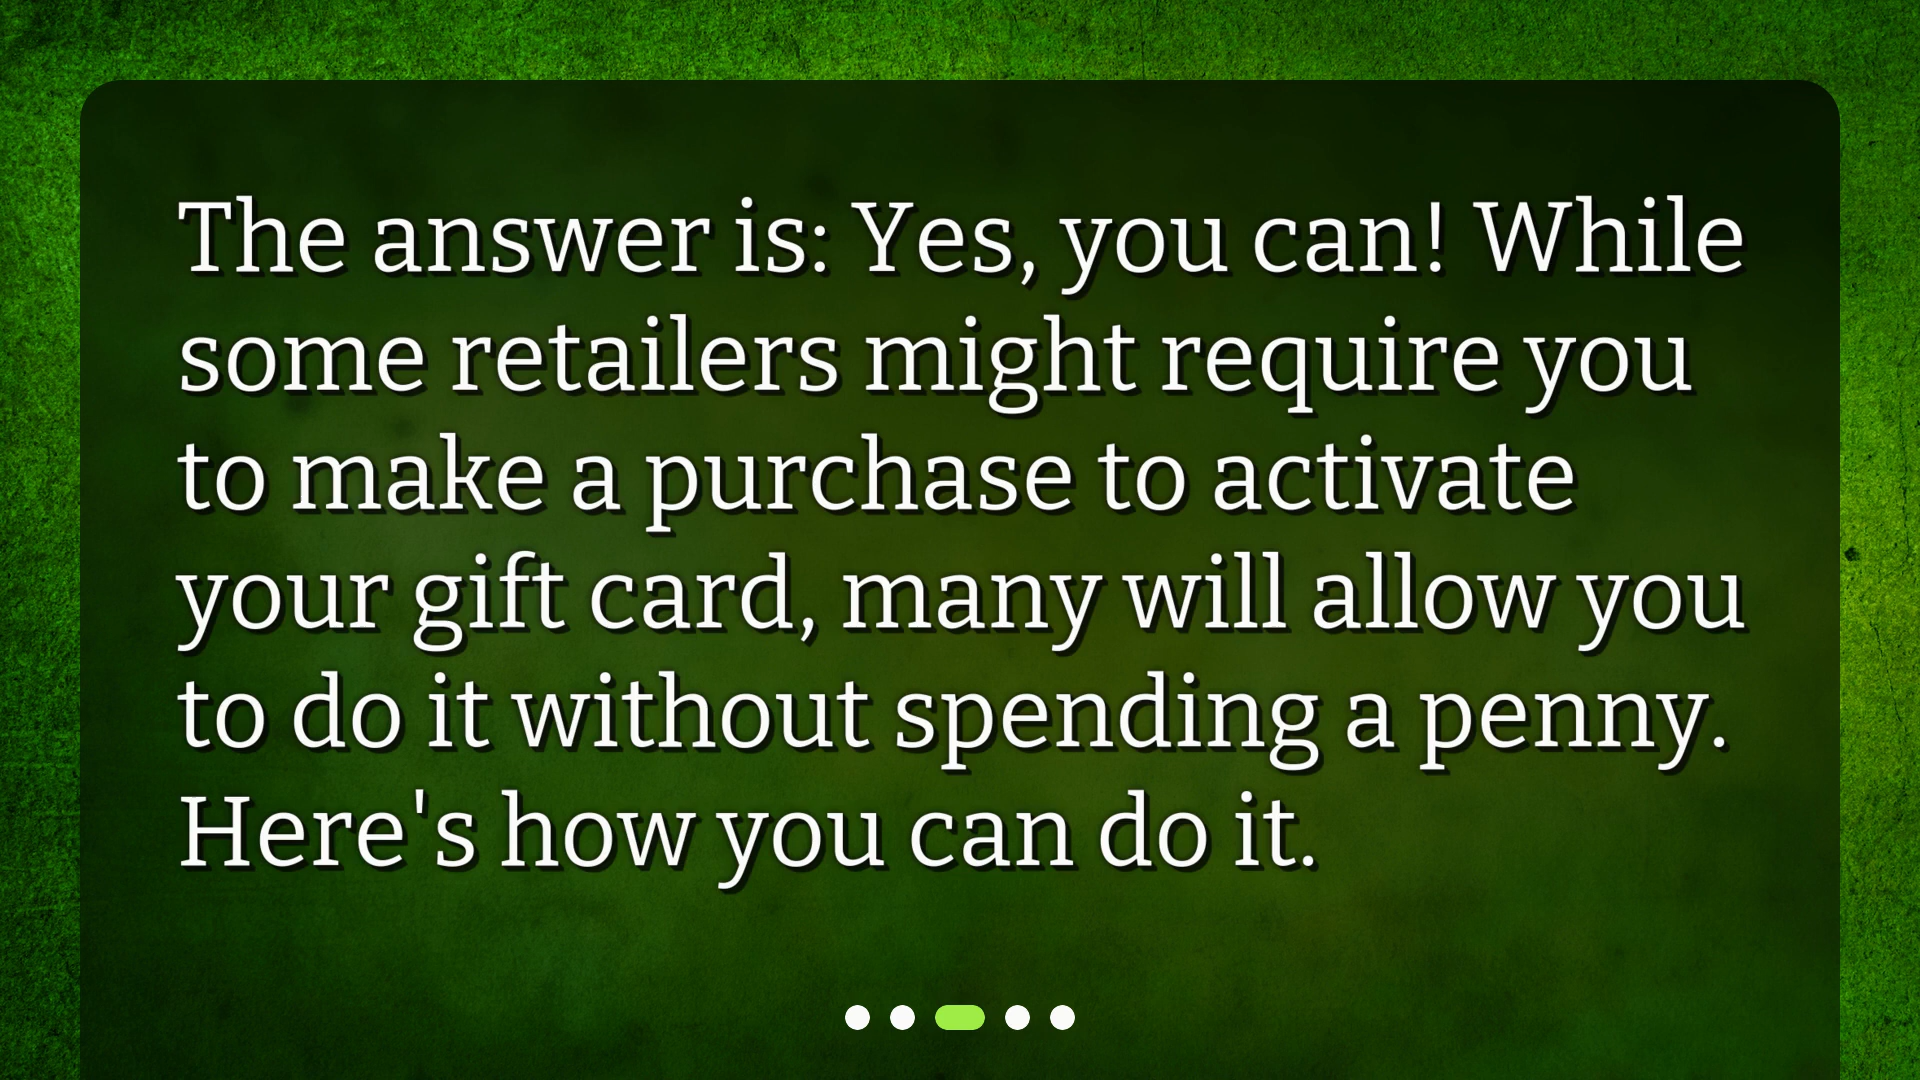 The answer is: Yes, you can! While
some retailers might require you
to make a purchase to activate
your gift card, many will allow you
to do it without spending a penny.
Here's how you can do it.